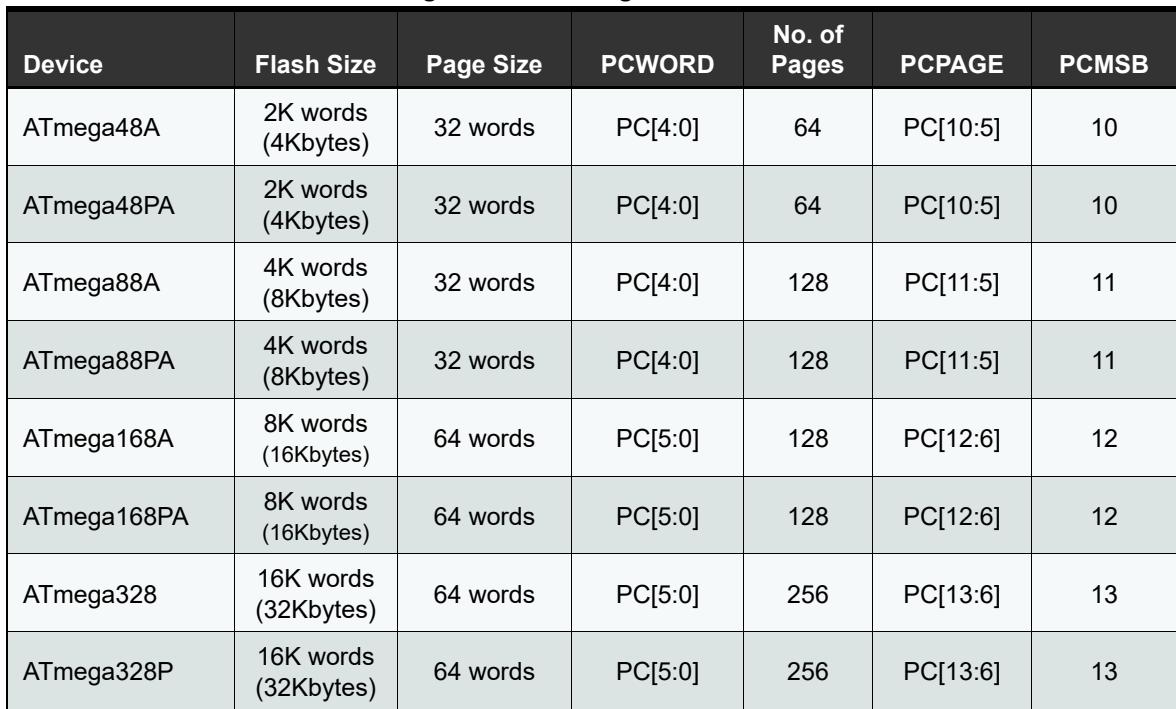 Device Flash Size Page Size PCWORD No. of Pages PCPAGE PCMSB
ATmega48A 2K words (4Kbytes) 32 words PC[4:0] 64 PC[10:5] 10
ATmega48PA 2K words (4Kbytes) 32 words PC[4:0] 64 PC[10:5] 10
ATmega88A 4K words (8Kbytes) 32 words PC[4:0] 128 PC[11:5] 11
ATmega88PA 4K words (8Kbytes) 32 words PC[4:0] 128 PC[11:5] 11
ATmega168A 8K words (16Kbytes) 64 words PC[5:0] 128 PC[12:6] 12
ATmega168PA 8K words (16Kbytes) 64 words PC[5:0] 128 PC[12:6] 12
ATmega328 16K words (32Kbytes) 64 words PC[5:0] 256 PC[13:6] 13
ATmega328P 16K words (32Kbytes) 64 words PC[5:0] 256 PC[13:6] 13